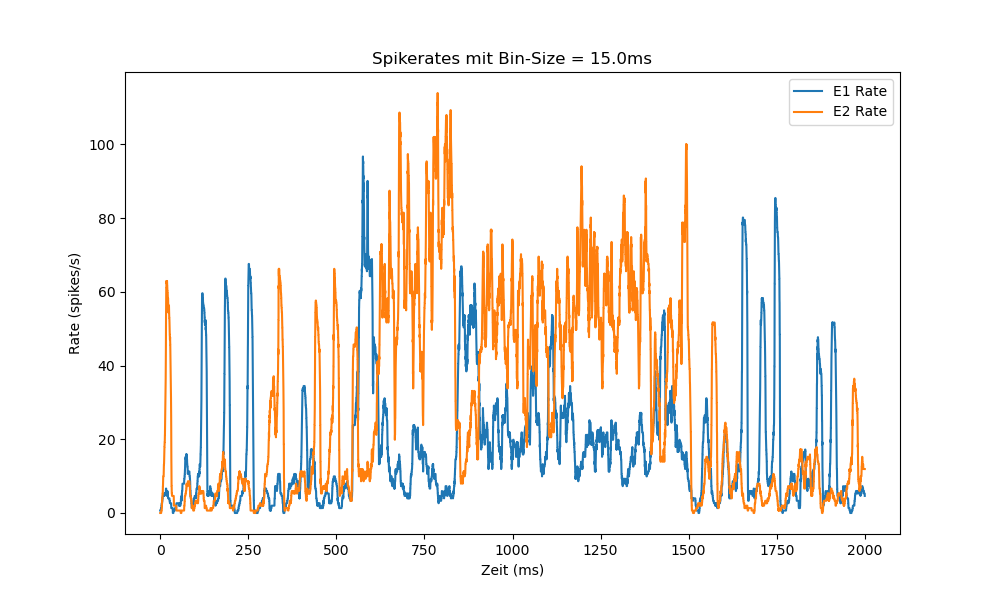 Spikerates mit Bin-Size = 15.0ms
E1 Rate
E2 Rate
Rate (spikes/s)
100
80
60
40
20
0
0 250 500 750 1000 1250 1500 1750 2000
Zeit (ms)